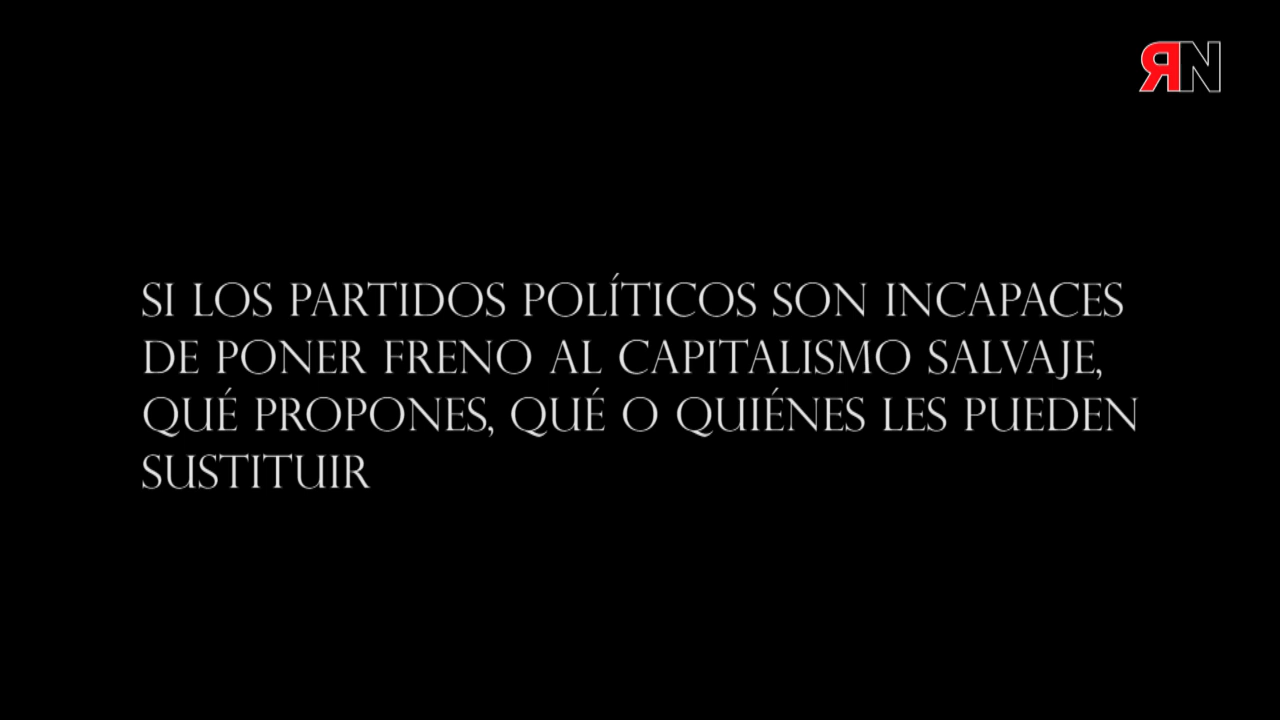 ЯN
SI LOS PARTIDOS POLÍTICOS SON INCAPACES
DE PONER FRENO AL CAPITALISMO SALVAJE,
QUÉ PROPONES, QUÉ O QUIÉNES LES PUEDEN
SUSTITUIR